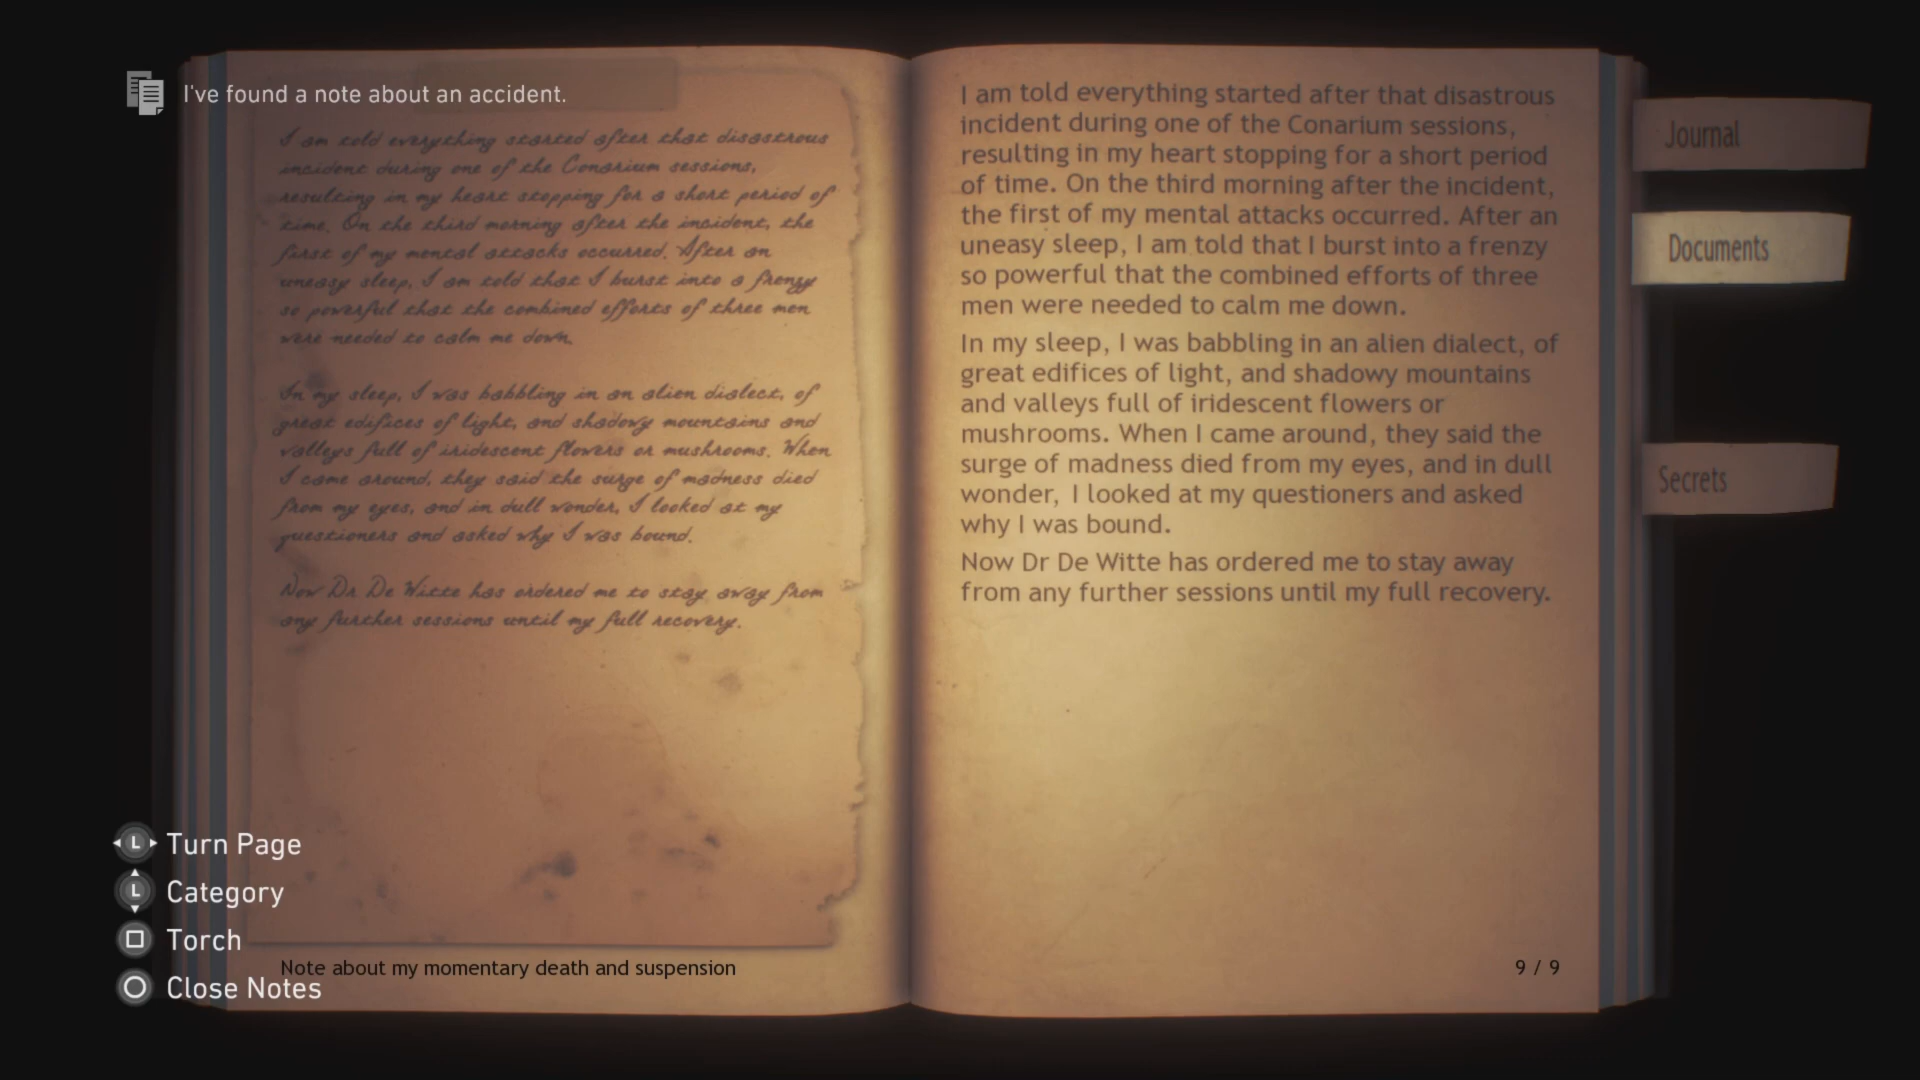 I've found a note about an accident.
I am told everything started after that disastrous
incident during one of the Conarium sessions,
resulting in my heart stopping for a short period of
time. On the third morning after the incident, the
first of my mental attacks occurred. After an
uneasy sleep, I am told that I burst into a frenzy
so powerful that the combined efforts of three men
were needed to calm me down.
In my sleep, I was babbling in an alien dialect, of
great edifices of light, and shadowy mountains and
valleys full of iridescent flowers or mushrooms. When
I came around, they said the surge of madness died
from my eyes, and in dull wonder, I looked at my
questioners and asked why I was bound.
Now Dr De Witte has ordered me to stay away from
any further sessions until my full recovery.
Note about my momentary death and suspension
I am told everything started after that disastrous
incident during one of the Conarium sessions,
resulting in my heart stopping for a short period
of time. On the third morning after the incident,
the first of my mental attacks occurred. After an
uneasy sleep, I am told that I burst into a frenzy
so powerful that the combined efforts of three
men were needed to calm me down.
In my sleep, I was babbling in an alien dialect, of
great edifices of light, and shadowy mountains
and valleys full of iridescent flowers or
mushrooms. When I came around, they said the
surge of madness died from my eyes, and in dull
wonder, I looked at my questioners and asked
why I was bound.
Now Dr De Witte has ordered me to stay away
from any further sessions until my full recovery.
9 / 9
Journal
Documents
Secrets
L Turn Page
L Category
Torch
Close Notes